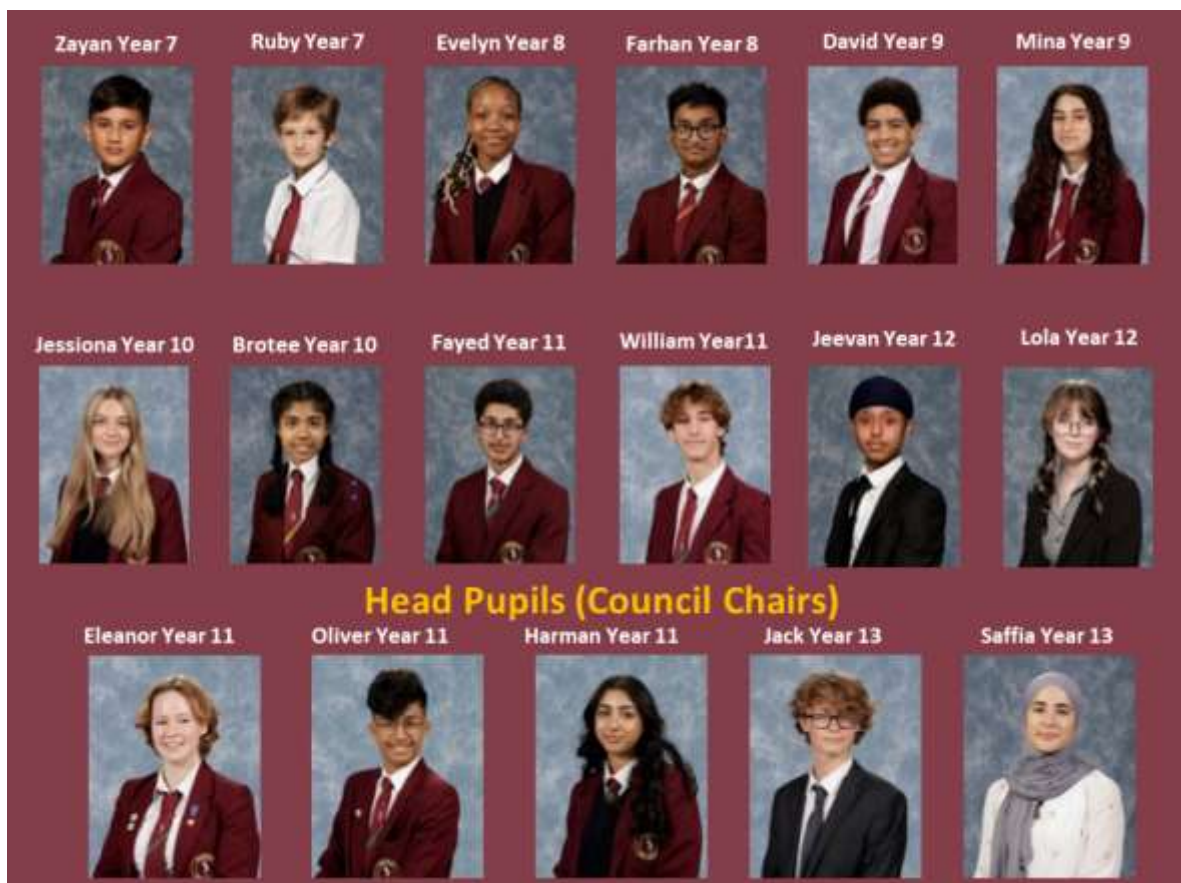 Zayan Year 7 Ruby Year 7 Evelyn Year 8 Farhan Year 8 David Year 9 Mina Year 9
Jessiona Year 10 Brotee Year 10 Fayed Year 11 William Year11 Jeevan Year 12 Lola Year 12
Head Pupils (Council Chairs)
Eleanor Year 11 Oliver Year 11 Harman Year 11 Jack Year 13 Saffia Year 13